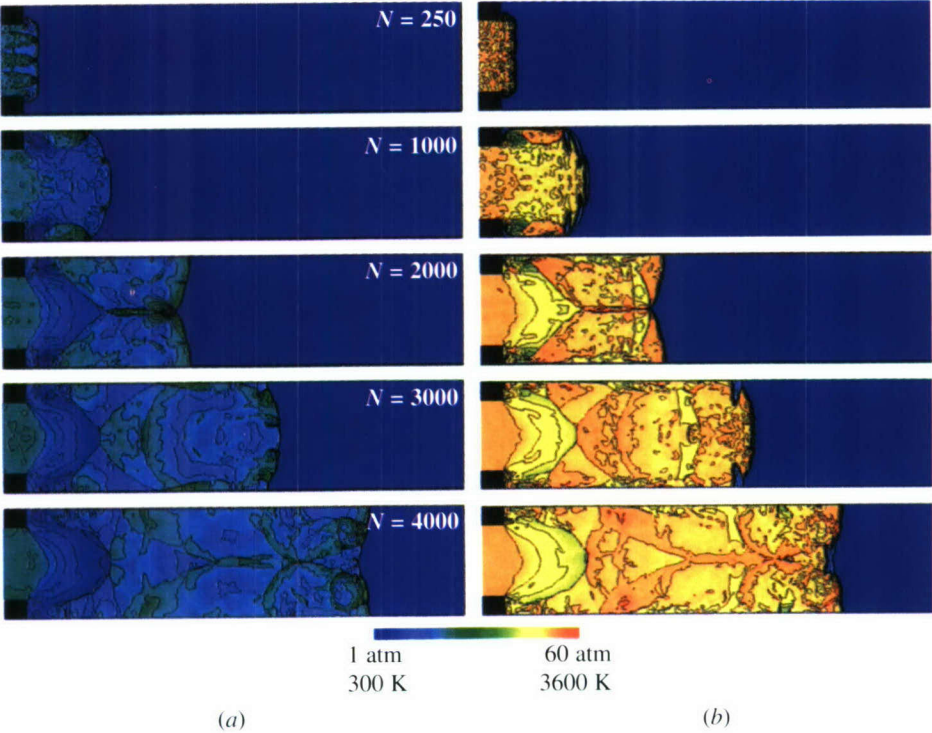 N = 250
N = 1000
N = 2000
N = 3000
N = 4000
1 atm 60 atm
300 K 3600 K
(a) (b)